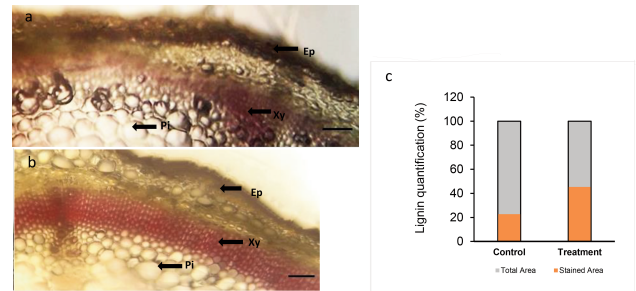 a
Ep
Xy
Pi
b
Ep
Xy
Pi
c
Lignin quantification (%)
120
100
80
60
40
20
0
Control Treatment
Total Area Stained Area